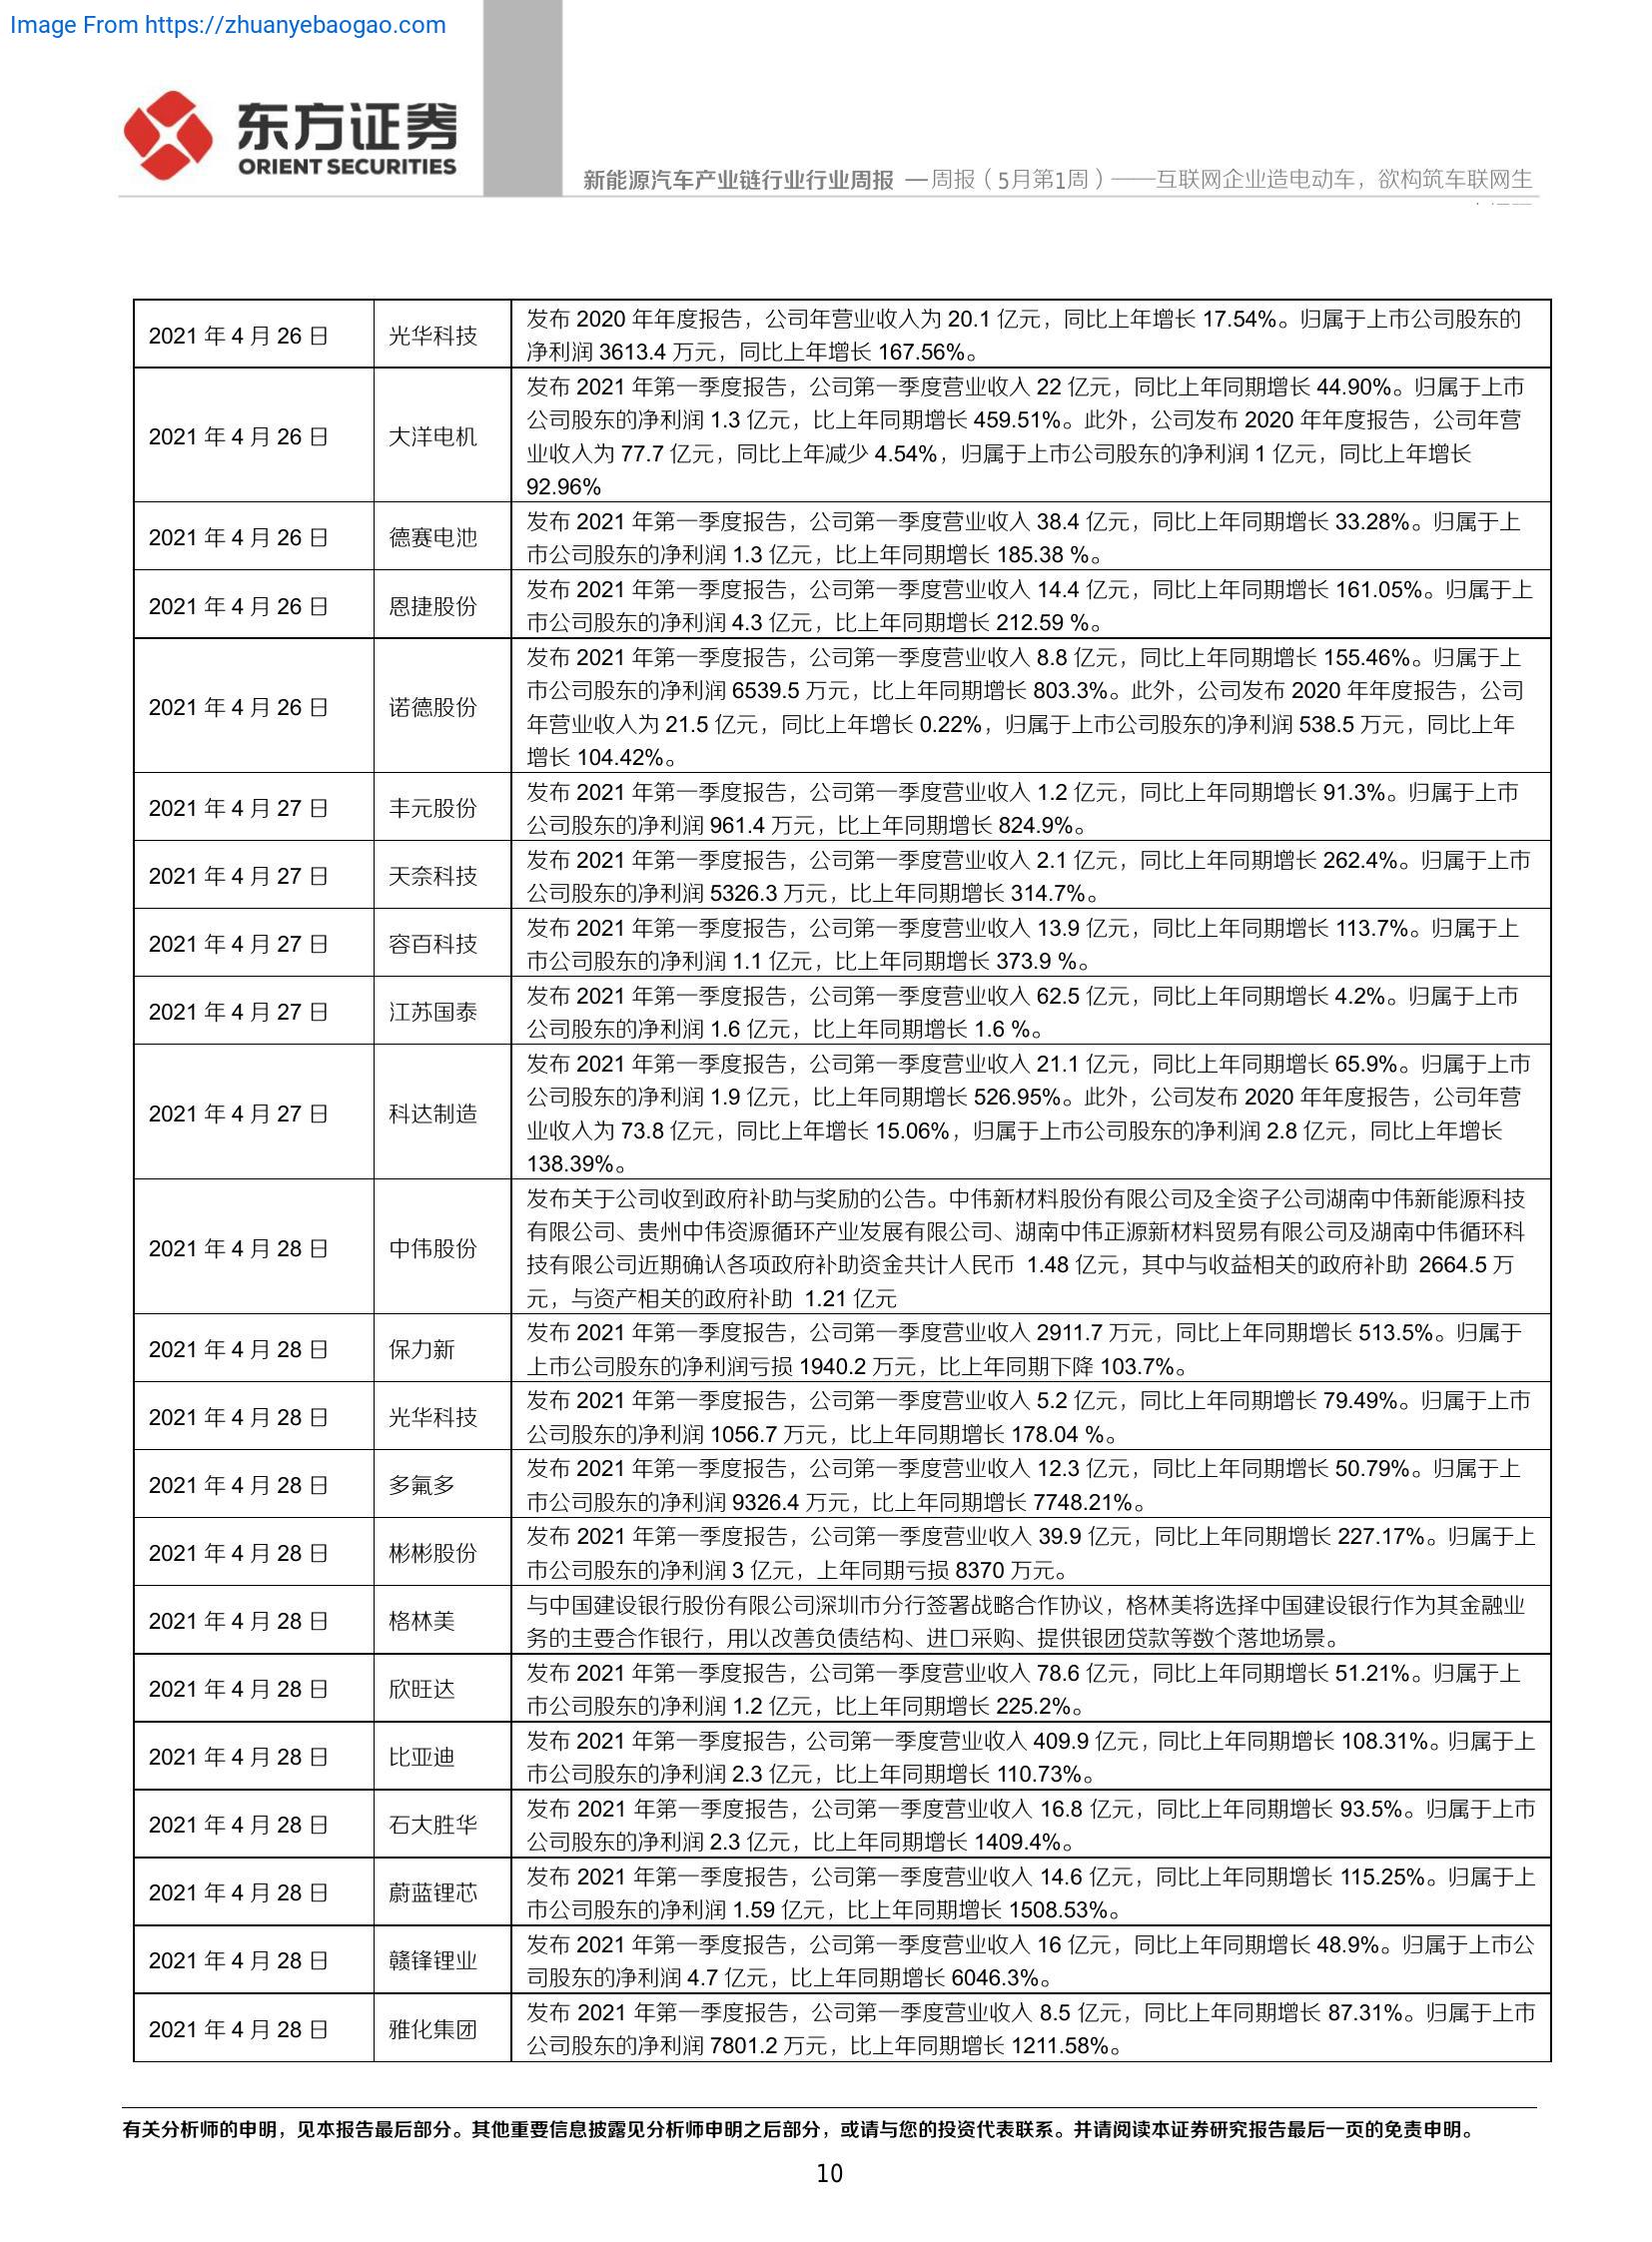 Image From https://zhuanyebaogao.com
东方证券
ORIENT SECURITIES
新能源汽车产业链行业行业周报 —周报（5月第1周）——互联网企业造电动车，欲构筑车联网生
2021 年 4 月 26 日
光华科技
发布 2020 年年度报告，公司年营业收入为 20.1 亿元，同比上年增长 17.54%。归属于上市公司股东的
净利润 3613.4 万元，同比上年增长 167.56%。
2021 年 4 月 26 日
大洋电机
发布 2021 年第一季度报告，公司第一季度营业收入 22 亿元，同比上年同期增长 44.90%。归属于上市
公司股东的净利润 1.3 亿元，比上年同期增长 459.51%。此外，公司发布 2020 年年度报告，公司年营
业收入为 77.7 亿元，同比上年减少 4.54%，归属于上市公司股东的净利润 1 亿元，同比上年增长
92.96%
2021 年 4 月 26 日
德赛电池
发布 2021 年第一季度报告，公司第一季度营业收入 38.4 亿元，同比上年同期增长 33.28%。归属于上
市公司股东的净利润 1.3 亿元，比上年同期增长 185.38 %。
2021 年 4 月 26 日
恩捷股份
发布 2021 年第一季度报告，公司第一季度营业收入 14.4 亿元，同比上年同期增长 161.05%。归属于上
市公司股东的净利润 4.3 亿元，比上年同期增长 212.59 %。
2021 年 4 月 26 日
诺德股份
发布 2021 年第一季度报告，公司第一季度营业收入 8.8 亿元，同比上年同期增长 155.46%。归属于上
市公司股东的净利润 6539.5 万元，比上年同期增长 803.3%。此外，公司发布 2020 年年度报告，公司
年营业收入为 21.5 亿元，同比上年增长 0.22%，归属于上市公司股东的净利润 538.5 万元，同比上年
增长 104.42%。
2021 年 4 月 27 日
丰元股份
发布 2021 年第一季度报告，公司第一季度营业收入 1.2 亿元，同比上年同期增长 91.3%。归属于上市
公司股东的净利润 961.4 万元，比上年同期增长 824.9%。
2021 年 4 月 27 日
天奈科技
发布 2021 年第一季度报告，公司第一季度营业收入 2.1 亿元，同比上年同期增长 262.4%。归属于上市
公司股东的净利润 5326.3 万元，比上年同期增长 314.7%。
2021 年 4 月 27 日
容百科技
发布 2021 年第一季度报告，公司第一季度营业收入 13.9 亿元，同比上年同期增长 113.7%。归属于上
市公司股东的净利润 1.1 亿元，比上年同期增长 373.9 %。
2021 年 4 月 27 日
江苏国泰
发布 2021 年第一季度报告，公司第一季度营业收入 62.5 亿元，同比上年同期增长 4.2%。归属于上市
公司股东的净利润 1.6 亿元，比上年同期增长 1.6 %。
2021 年 4 月 27 日
科达制造
发布 2021 年第一季度报告，公司第一季度营业收入 21.1 亿元，同比上年同期增长 65.9%。归属于上市
公司股东的净利润 1.9 亿元，比上年同期增长 526.95%。此外，公司发布 2020 年年度报告，公司年营
业收入为 73.8 亿元，同比上年增长 15.06%，归属于上市公司股东的净利润 2.8 亿元，同比上年增长
138.39%。
2021 年 4 月 28 日
中伟股份
发布关于公司收到政府补助与奖励的公告。中伟新材料股份有限公司及全资子公司湖南中伟新能源科技
有限公司、贵州中伟资源循环产业发展有限公司、湖南中伟正源新材料贸易有限公司及湖南中伟循环科
技有限公司近期确认各项政府补助资金共计人民币 1.48 亿元，其中与收益相关的政府补助 2664.5 万
元，与资产相关的政府补助 1.21 亿元
2021 年 4 月 28 日
保力新
发布 2021 年第一季度报告，公司第一季度营业收入 2911.7 万元，同比上年同期增长 513.5%。归属于
上市公司股东的净利润亏损 1940.2 万元，比上年同期下降 103.7%。
2021 年 4 月 28 日
光华科技
发布 2021 年第一季度报告，公司第一季度营业收入 5.2 亿元，同比上年同期增长 79.49%。归属于上市
公司股东的净利润 1056.7 万元，比上年同期增长 178.04 %。
2021 年 4 月 28 日
多氟多
发布 2021 年第一季度报告，公司第一季度营业收入 12.3 亿元，同比上年同期增长 50.79%。归属于上
市公司股东的净利润 9326.4 万元，比上年同期增长 7748.21%。
2021 年 4 月 28 日
彬彬股份
发布 2021 年第一季度报告，公司第一季度营业收入 39.9 亿元，同比上年同期增长 227.17%。归属于上
市公司股东的净利润 3 亿元，上年同期亏损 8370 万元。
2021 年 4 月 28 日
格林美
与中国建设银行股份有限公司深圳市分行签署战略合作协议，格林美将选择中国建设银行作为其金融业
务的主要合作银行，用以改善负债结构、进口采购、提供银团贷款等数个落地场景。
2021 年 4 月 28 日
欣旺达
发布 2021 年第一季度报告，公司第一季度营业收入 78.6 亿元，同比上年同期增长 51.21%。归属于上
市公司股东的净利润 1.2 亿元，比上年同期增长 225.2%。
2021 年 4 月 28 日
比亚迪
发布 2021 年第一季度报告，公司第一季度营业收入 409.9 亿元，同比上年同期增长 108.31%。归属于上
市公司股东的净利润 2.3 亿元，比上年同期增长 110.73%。
2021 年 4 月 28 日
石大胜华
发布 2021 年第一季度报告，公司第一季度营业收入 16.8 亿元，同比上年同期增长 93.5%。归属于上市
公司股东的净利润 2.3 亿元，比上年同期增长 1409.4%。
2021 年 4 月 28 日
蔚蓝锂芯
发布 2021 年第一季度报告，公司第一季度营业收入 14.6 亿元，同比上年同期增长 115.25%。归属于上
市公司股东的净利润 1.59 亿元，比上年同期增长 1508.53%。
2021 年 4 月 28 日
赣锋锂业
发布 2021 年第一季度报告，公司第一季度营业收入 16 亿元，同比上年同期增长 48.9%。归属于上市公
司股东的净利润 4.7 亿元，比上年同期增长 6046.3%。
2021 年 4 月 28 日
雅化集团
发布 2021 年第一季度报告，公司第一季度营业收入 8.5 亿元，同比上年同期增长 87.31%。归属于上市
公司股东的净利润 7801.2 万元，比上年同期增长 1211.58%。
有关分析师的申明，见本报告最后部分。其他重要信息披露见分析师申明之后部分，或请与您的投资代表联系。并请阅读本证券研究报告最后一页的免责申明。
10